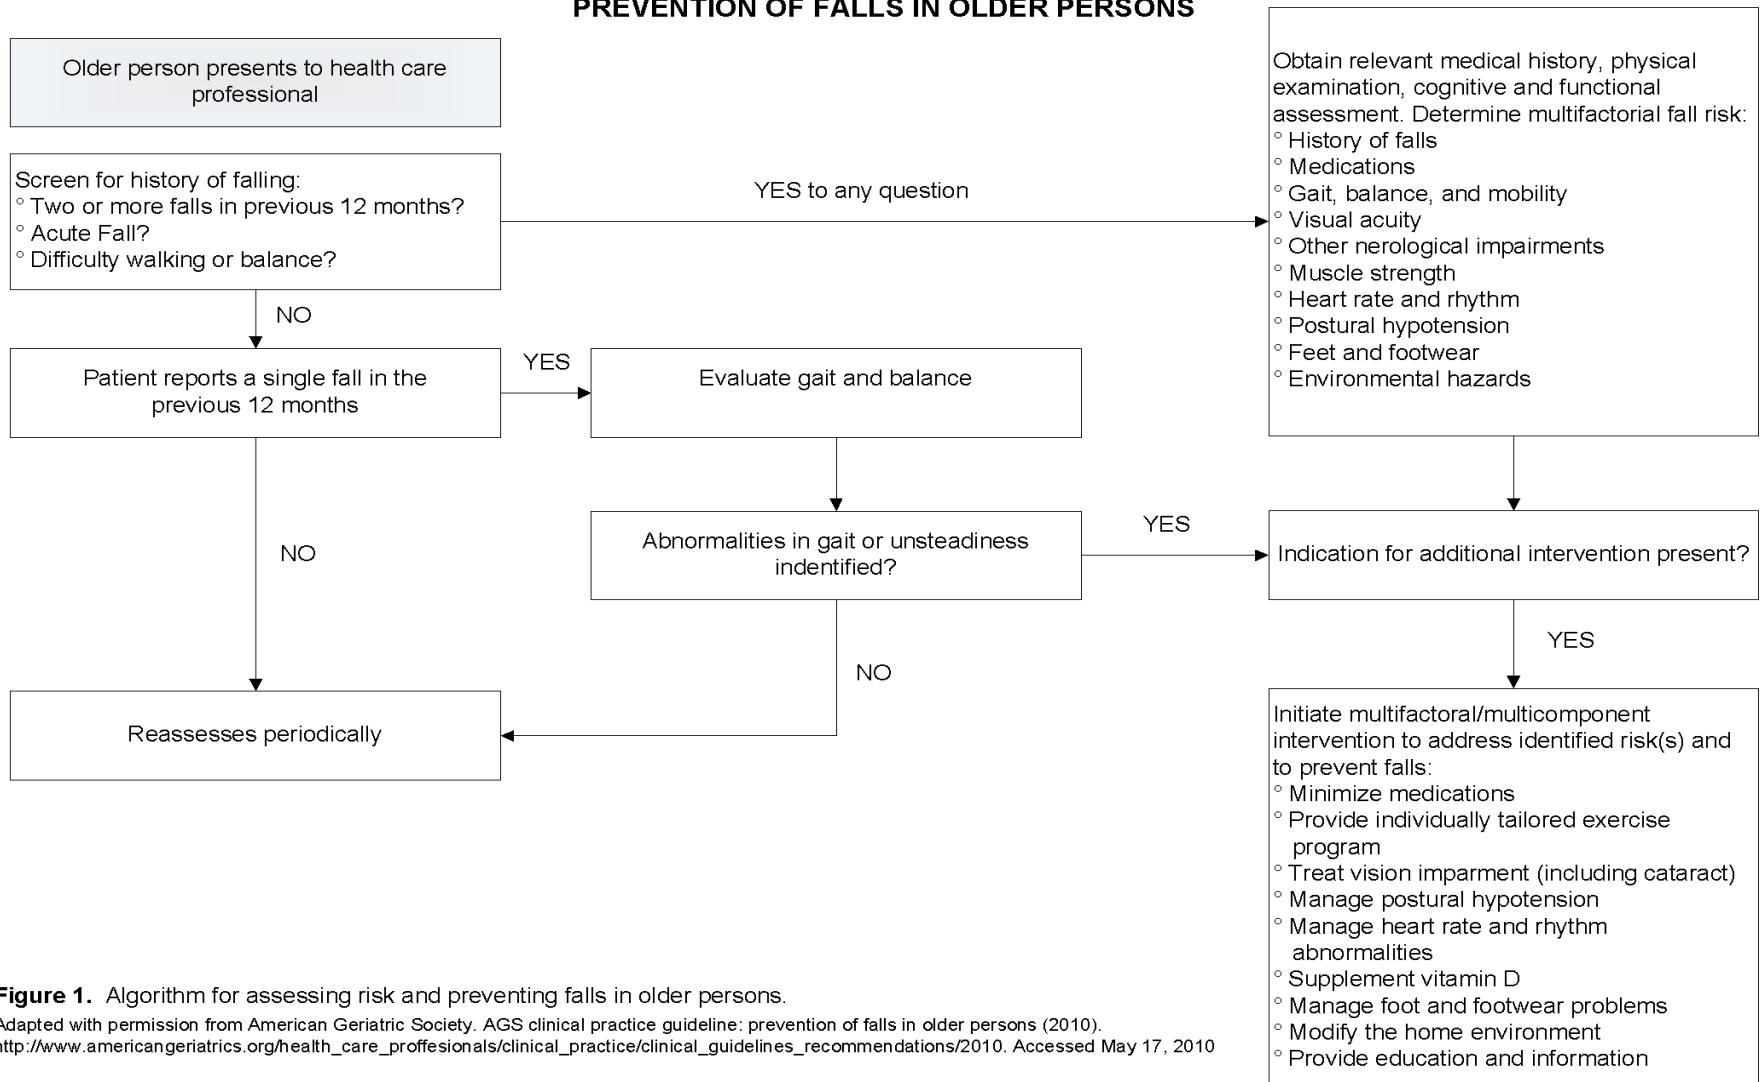 PREVENTION OF FALLS IN OLDER PERSONS
Older person presents to health care
professional
Screen for history of falling:
° Two or more falls in previous 12 months?
° Acute Fall?
° Difficulty walking or balance?
YES to any question
Obtain relevant medical history, physical
examination, cognitive and functional
assessment. Determine multifactorial fall risk:
° History of falls
° Medications
° Gait, balance, and mobility
° Visual acuity
° Other nerological impairments
° Muscle strength
° Heart rate and rhythm
° Postural hypotension
° Feet and footwear
° Environmental hazards
NO
Patient reports a single fall in the
previous 12 months
YES
Evaluate gait and balance
NO
Abnormalities in gait or unsteadiness
indentified?
YES
Indication for additional intervention present?
NO
YES
Reassesses periodically
Initiate multifactoral/multicomponent
intervention to address identified risk(s) and
to prevent falls:
° Minimize medications
° Provide individually tailored exercise
program
° Treat vision imparment (including cataract)
° Manage postural hypotension
° Manage heart rate and rhythm
abnormalities
° Supplement vitamin D
° Manage foot and footwear problems
° Modify the home environment
° Provide education and information
Figure 1. Algorithm for assessing risk and preventing falls in older persons.
Adapted with permission from American Geriatric Society. AGS clinical practice guideline: prevention of falls in older persons (2010).
http://www.americangeriatrics.org/health_care_proffesionals/clinical_practice/clinical_guidelines_recommendations/2010. Accessed May 17, 2010